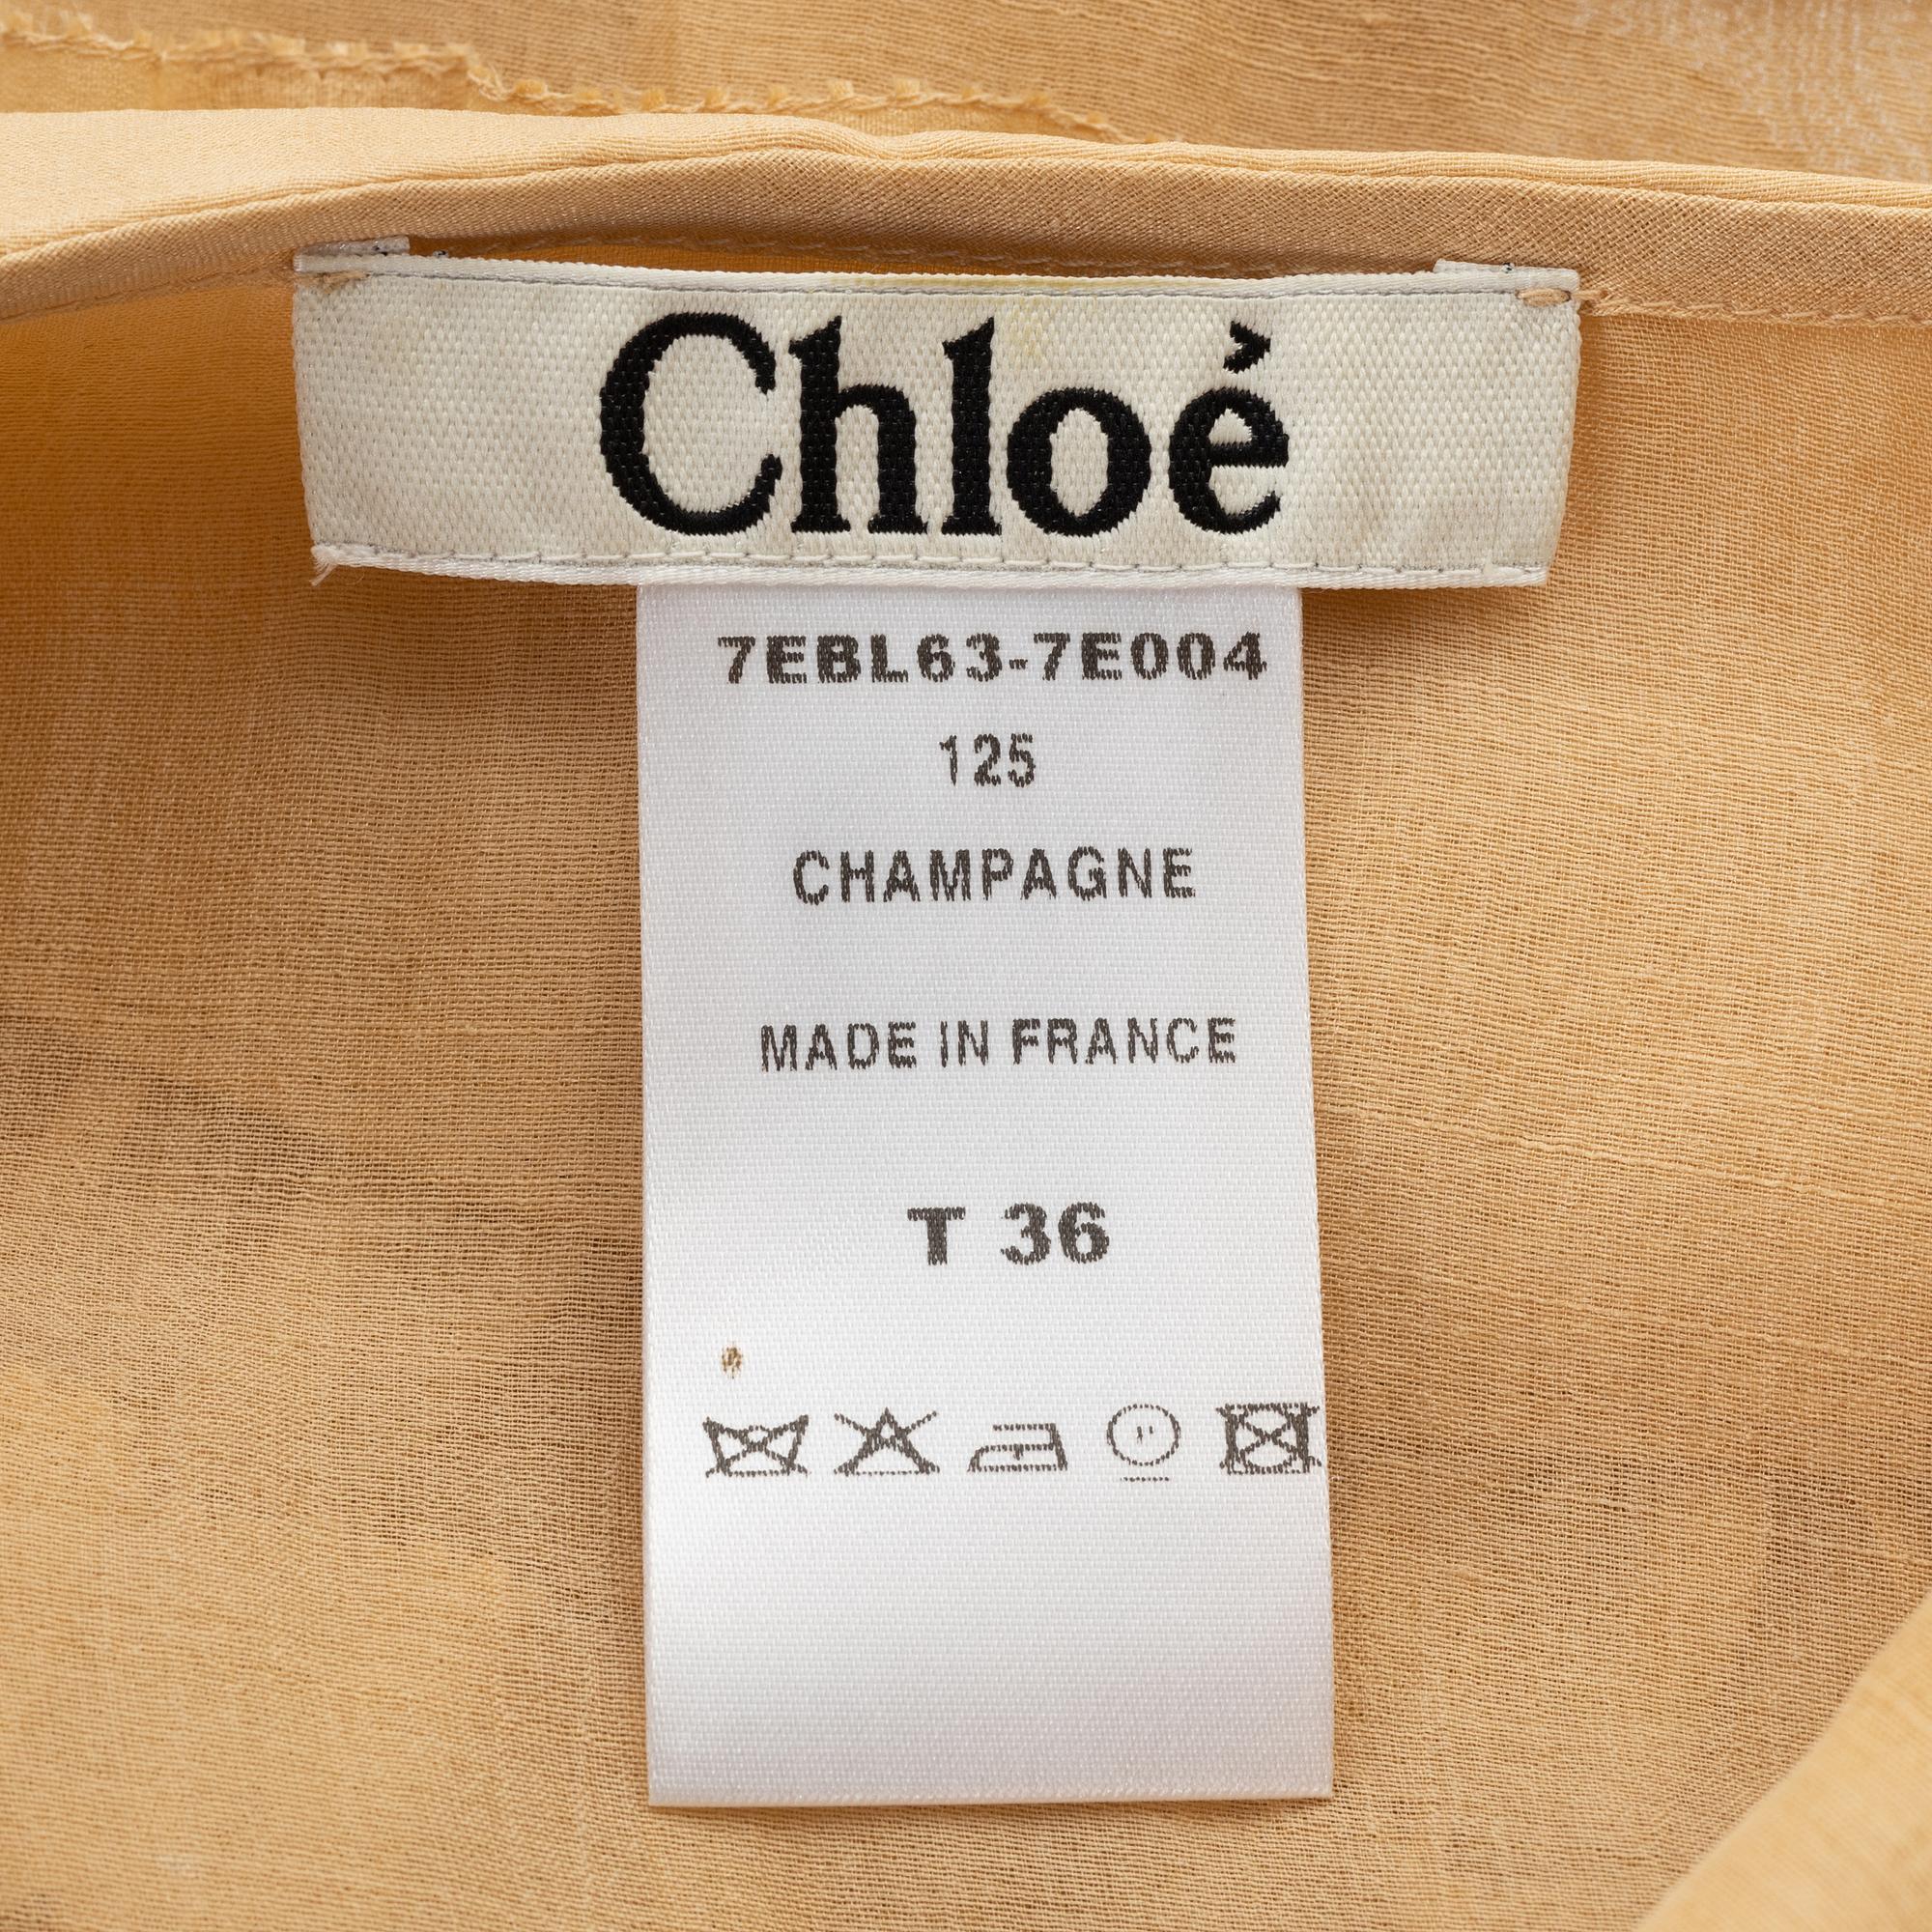 Chloé
7EBL63-7E004
125
CHAMPAGNE
MADE IN FRANCE
T 36